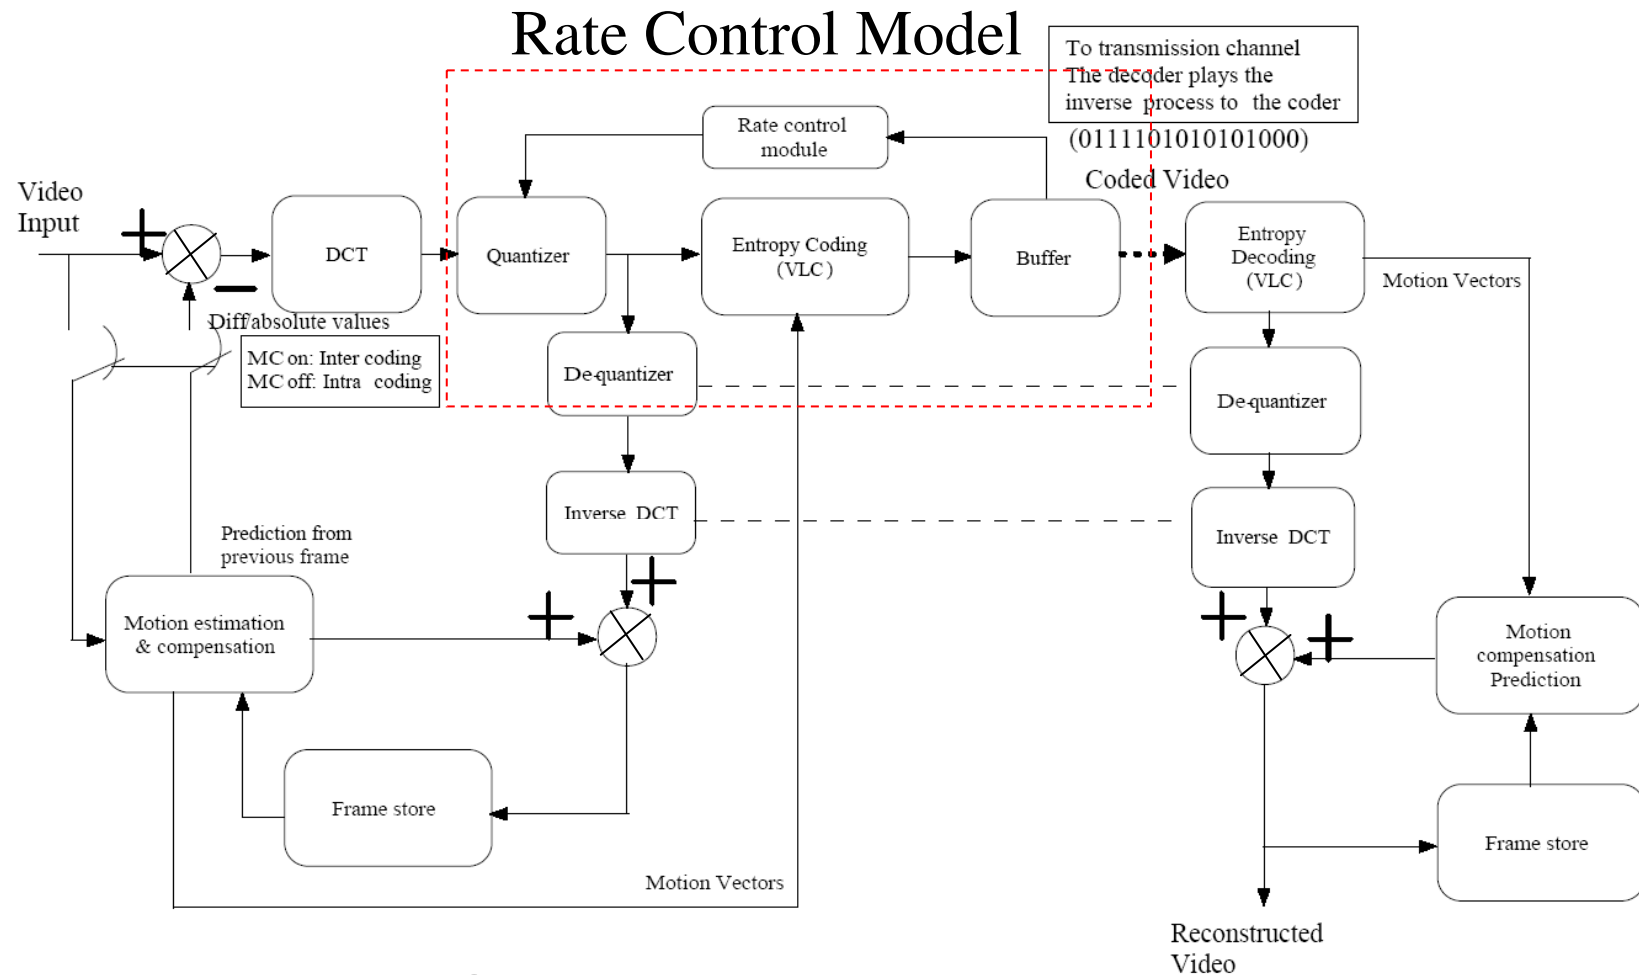 Rate Control Model
To transmission channel
The decoder plays the
inverse process to the coder
(0111101010101000)
Coded Video
Rate control
module
Video
Input
DCT
Quantizer
Entropy Coding
(VLC)
Buffer
Entropy
Decoding
(VLC)
Motion Vectors
Diff/absolute values
MC on: Inter coding
MC off: Intra coding
De-quantizer
De-quantizer
Inverse DCT
Inverse DCT
Prediction from
previous frame
Motion estimation
& compensation
Motion
compensation
Prediction
Frame store
Frame store
Motion Vectors
Reconstructed
Video